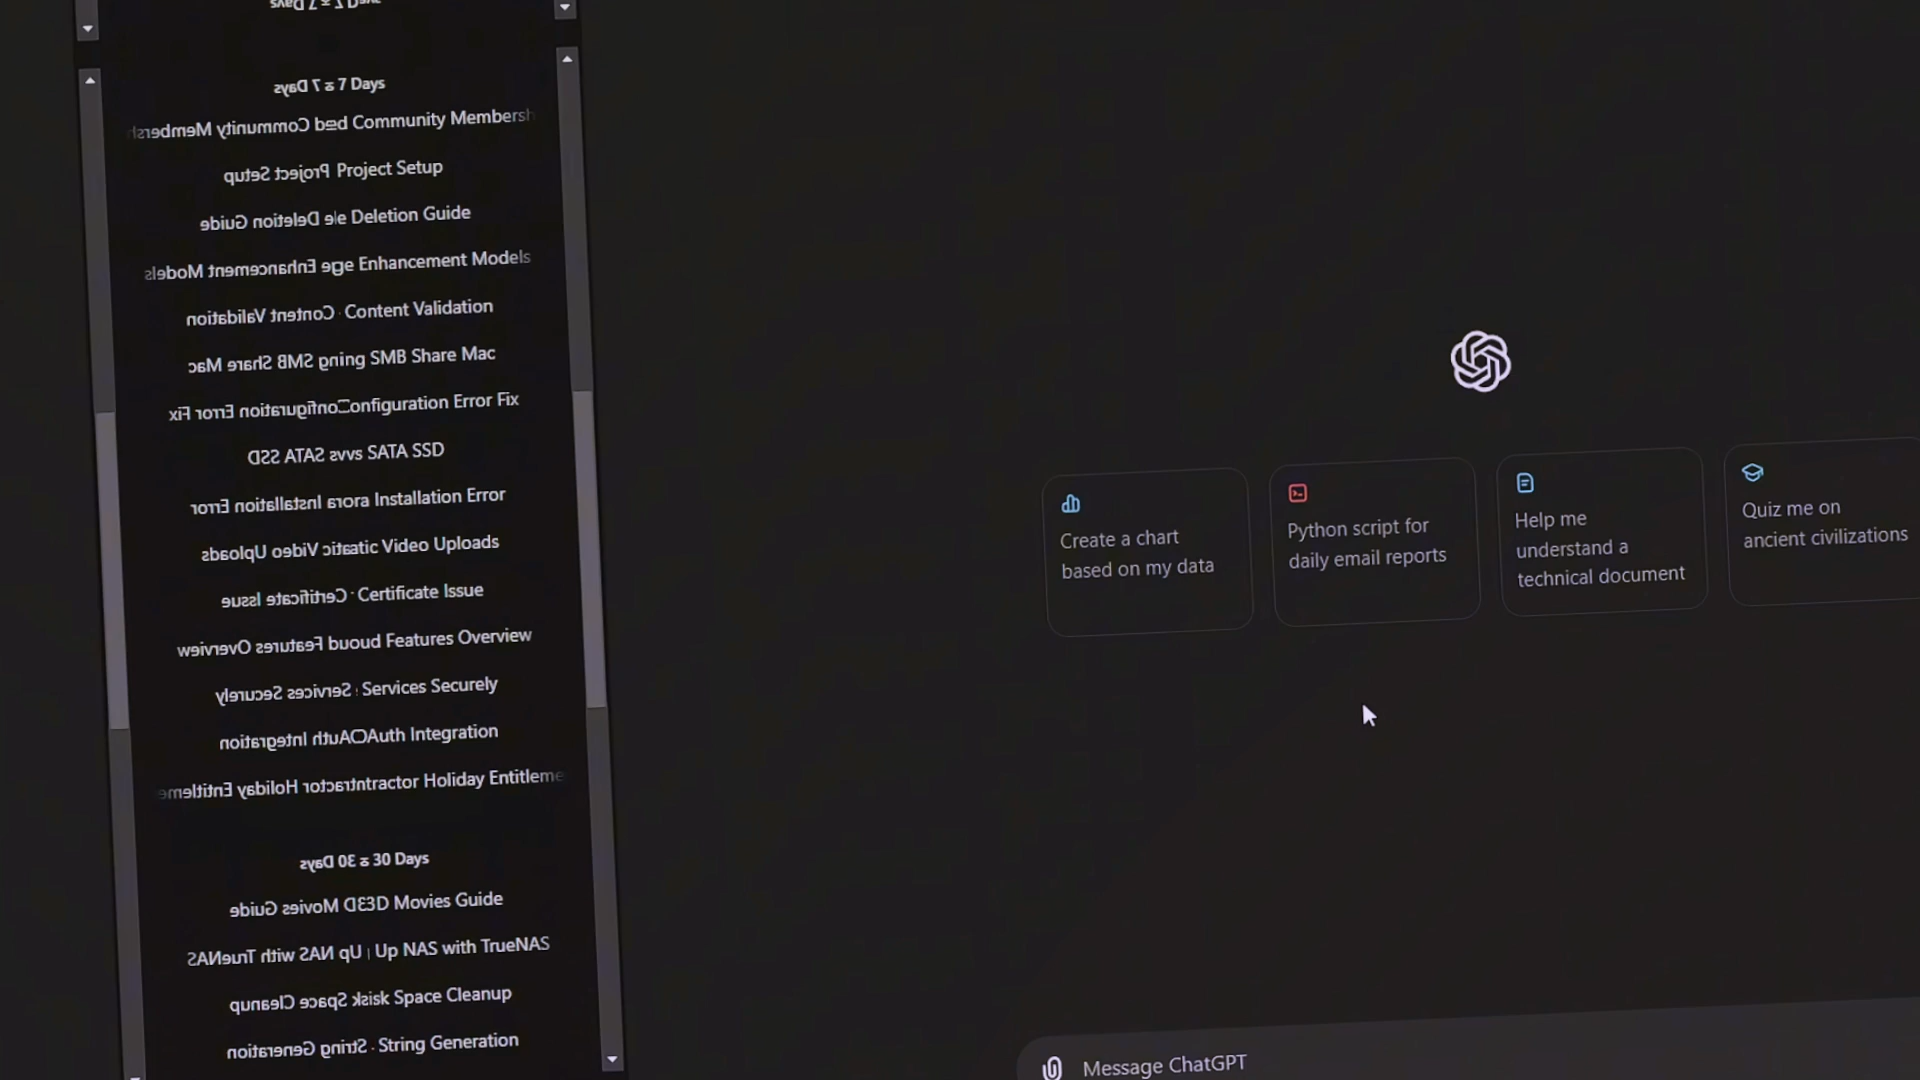 7 Days
Community Membersh
Project Setup
Deletion Guide
Enhancement Models
Content Validation
SMB Share Mac
Configuration Error Fix
SATA SSD
Installation Error
Video Uploads
Certificate Issue
Features Overview
Services Securely
OAuth Integration
Holiday Entitleme
30 Days
3D Movies Guide
Up NAS with TrueNAS
Space Cleanup
String Generation
Create a chart
based on my data
Python script for
daily email reports
Help me
understand a
technical document
Quiz me on
ancient civilizations
Message ChatGPT